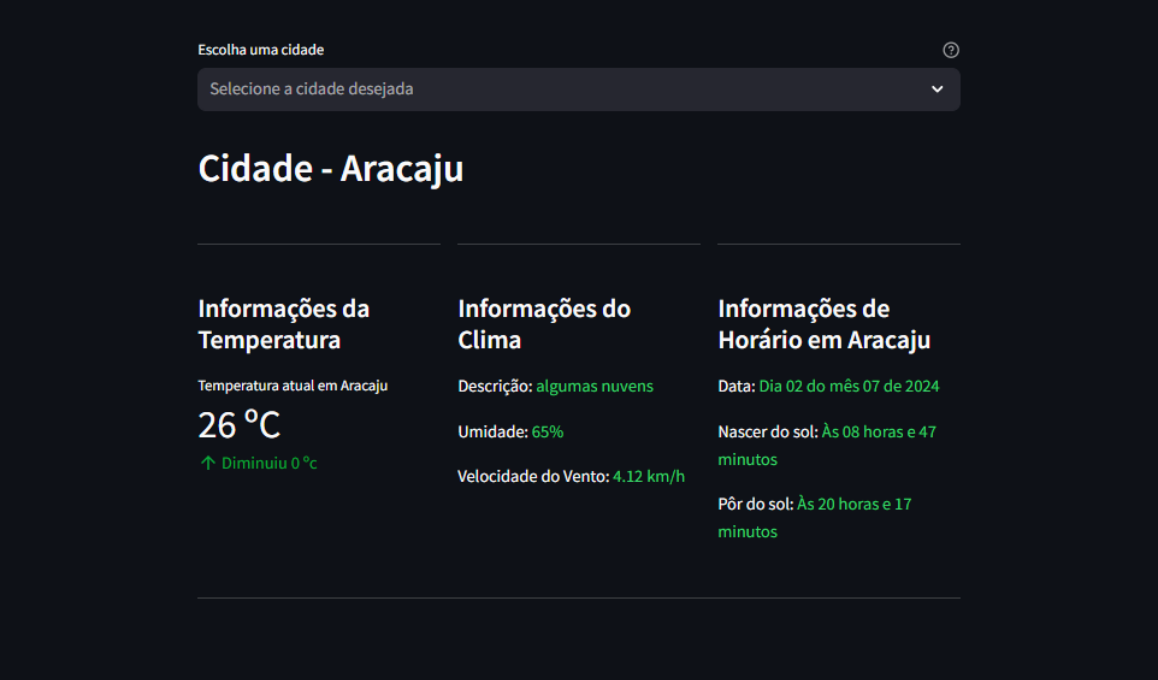 Escolha uma cidade
Selecione a cidade desejada
Cidade - Aracaju
Informações da
Temperatura
Temperatura atual em Aracaju
26 ºC
Diminuiu 0 ºc
Informações do
Clima
Descrição: algumas nuvens
Umidade: 65%
Velocidade do Vento: 4.12 km/h
Informações de
Horário em Aracaju
Data: Dia 02 do mês 07 de 2024
Nascer do sol: Às 08 horas e 47
minutos
Pôr do sol: Às 20 horas e 17
minutos